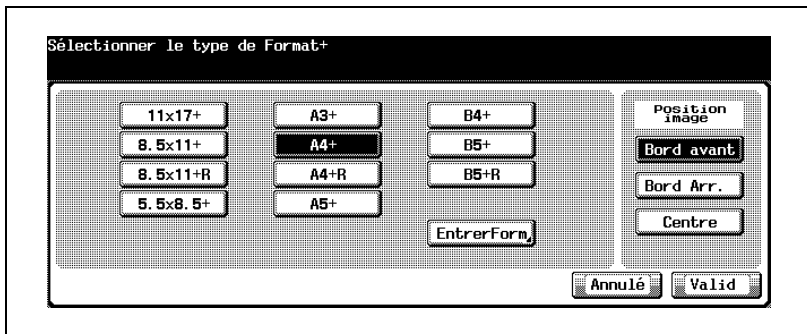 Sélectionner le type de Format+
11x17+ A3+ B4+
8.5x11+ A4+ B5+
8.5x11+R A4+R B5+R
5.5x8.5+ A5+
EntrerForm
Position
image
Bord avant
Bord Arr.
Centre
Annulé Valid